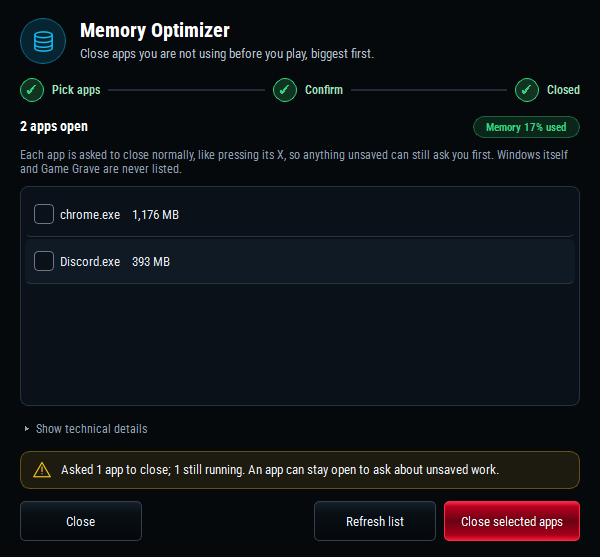 Memory Optimizer
Close apps you are not using before you play, biggest first.
Pick apps Confirm Closed
2 apps open Memory 17% used
Each app is asked to close normally, like pressing its X, so anything unsaved can still ask you first. Windows itself
and Game Grave are never listed.
chrome.exe 1,176 MB
Discord.exe 393 MB
Show technical details
Asked 1 app to close; 1 still running. An app can stay open to ask about unsaved work.
Close Refresh list Close selected apps